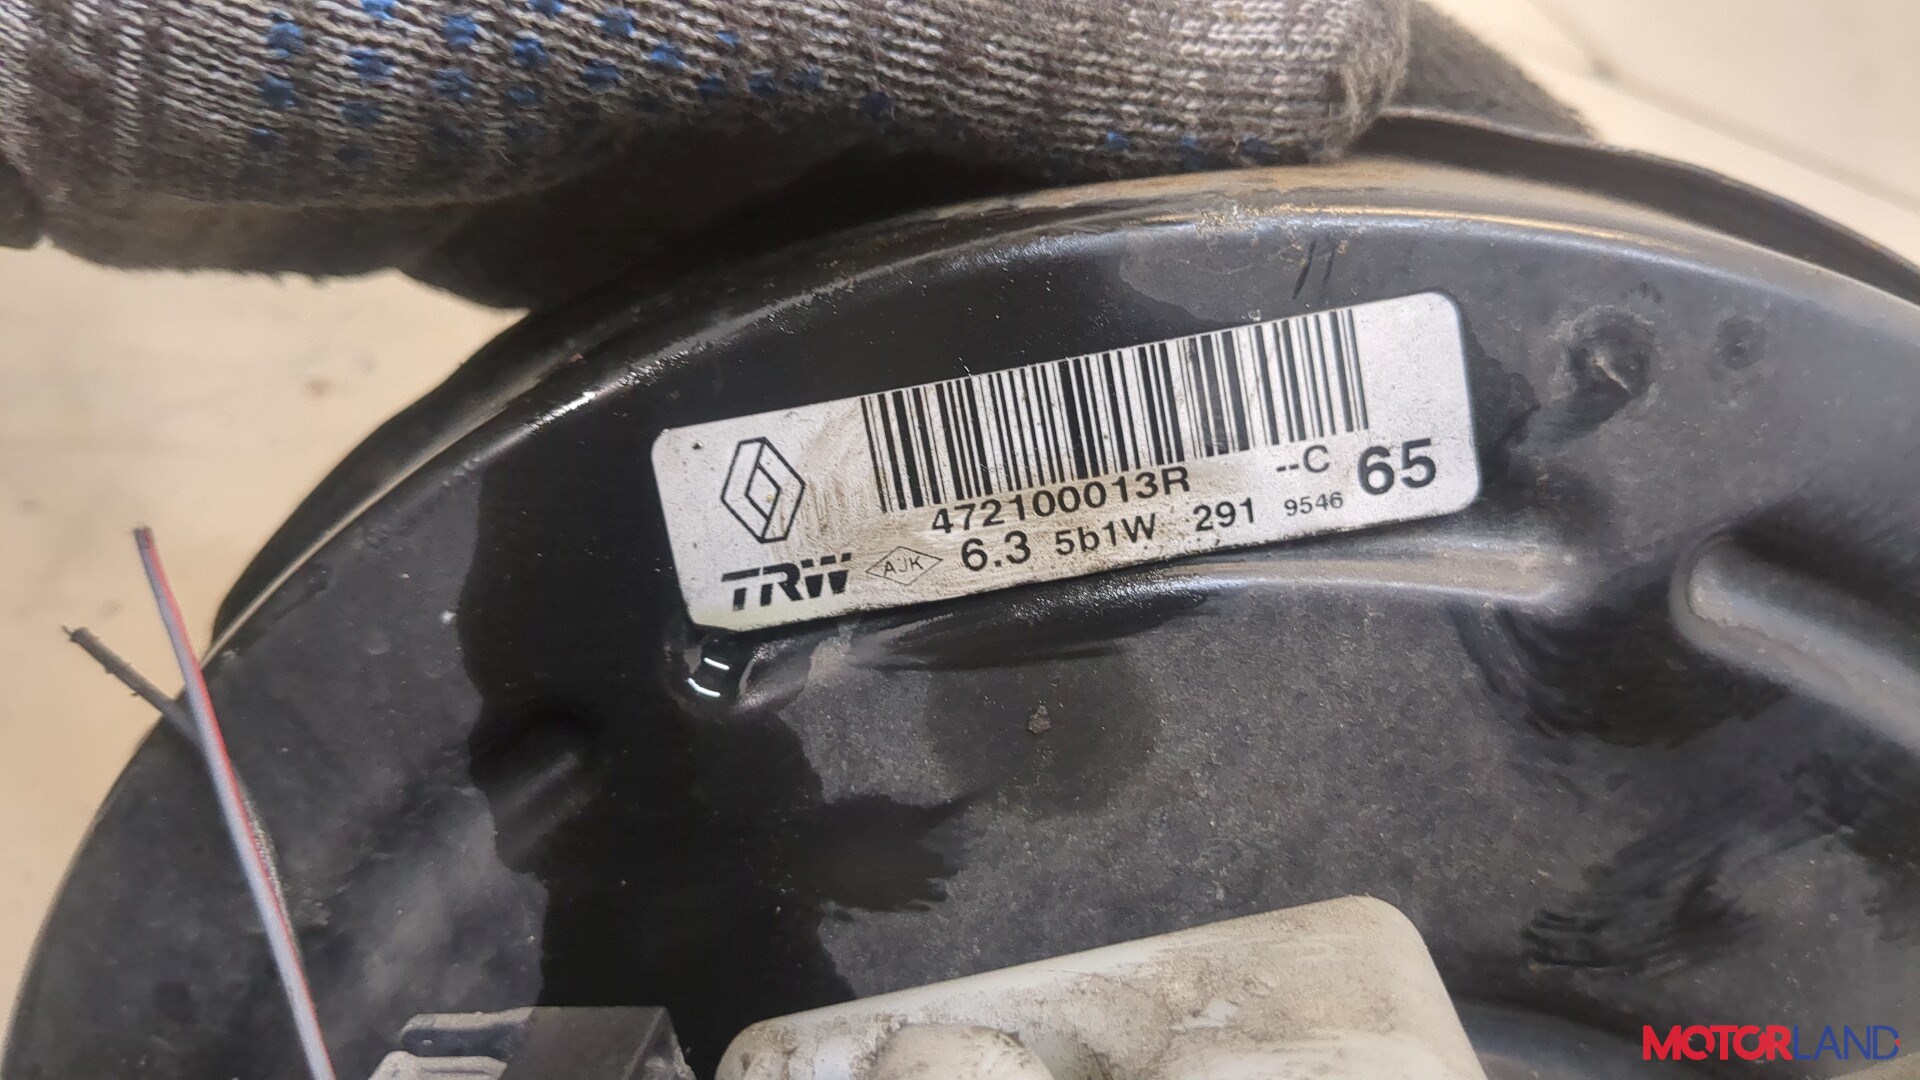 472100013R --C 65
TRW AJK 6.3 5b1W 291 9546
MOTORLAND